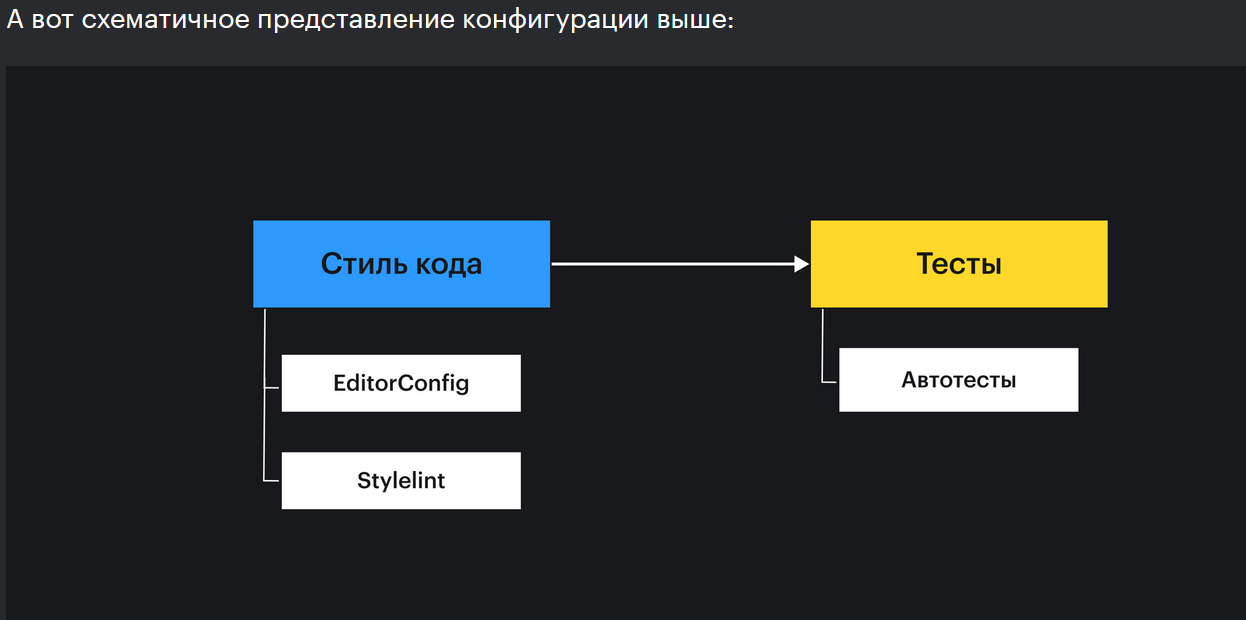 А вот схематичное представление конфигурации выше:
Стиль кода
EditorConfig
Stylelint
Тесты
Автотесты